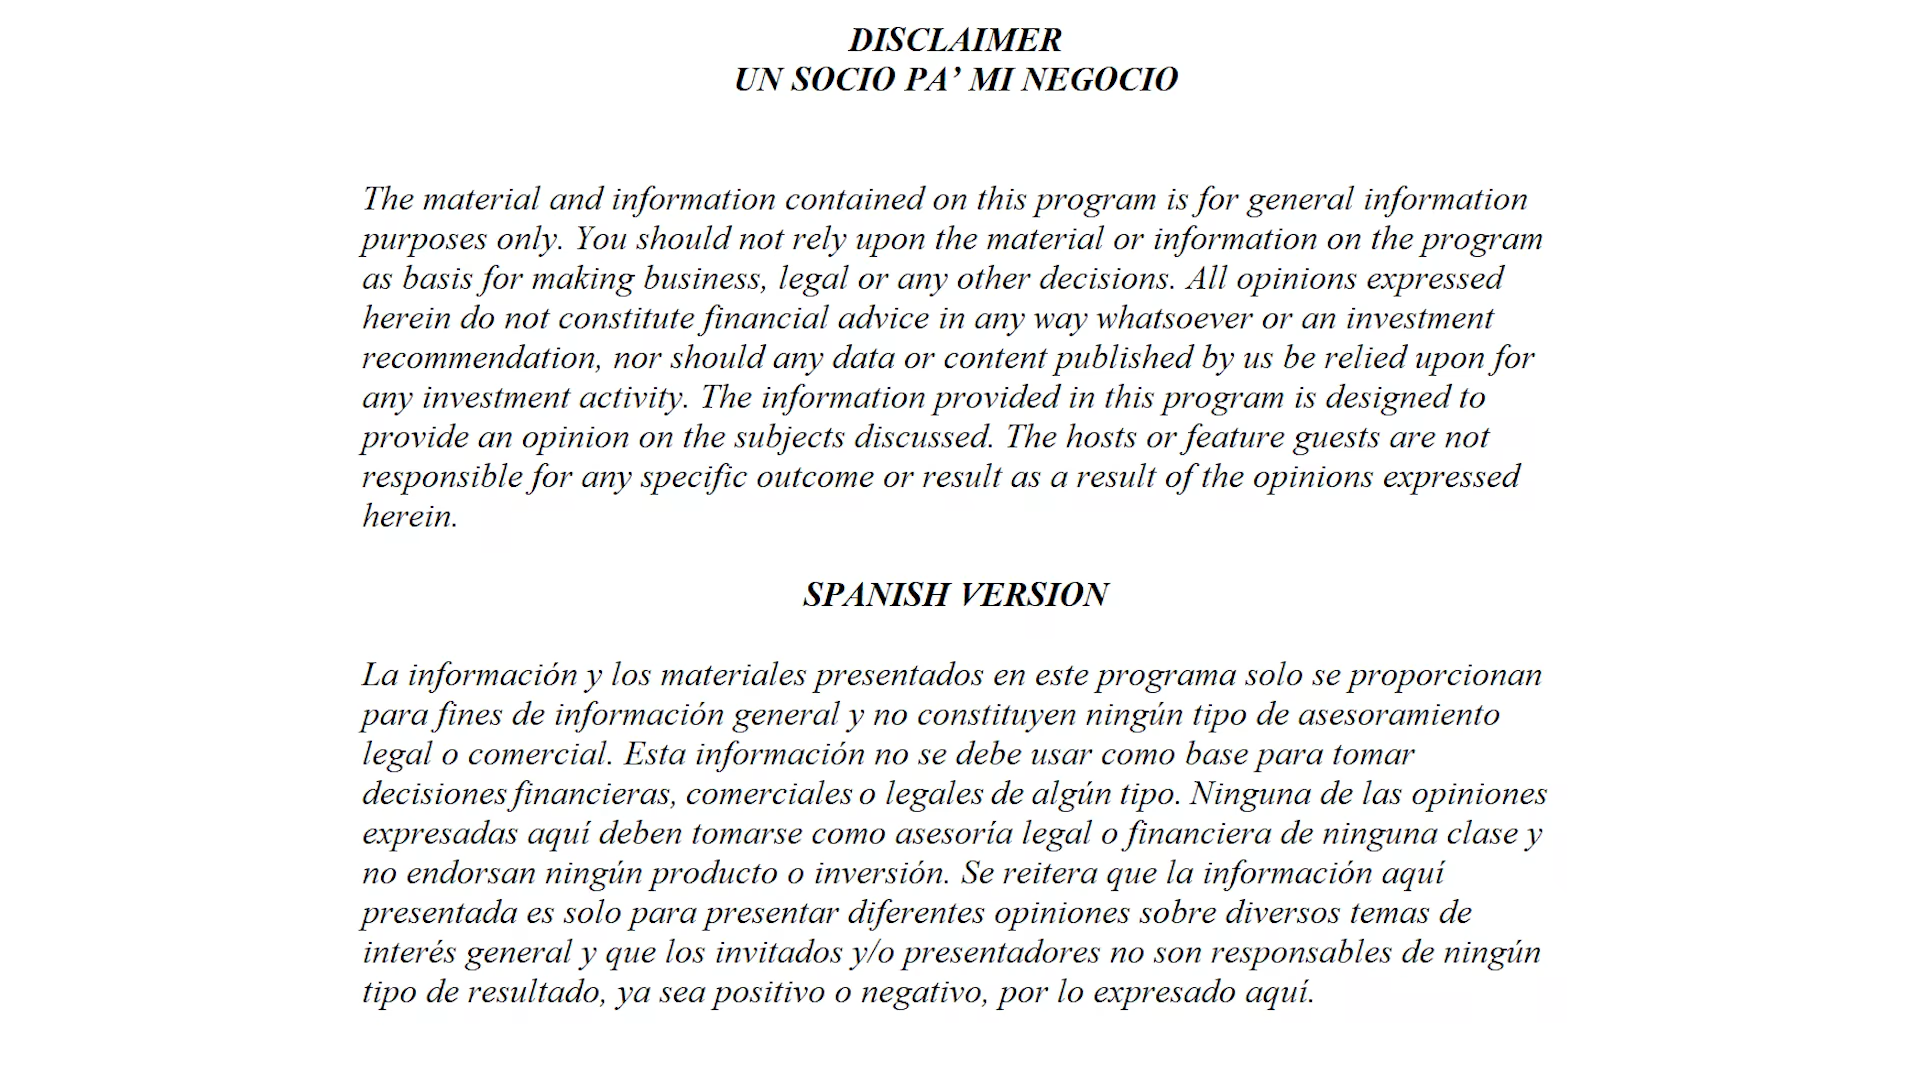 DISCLAIMER
UN SOCIO PA’ MI NEGOCIO
The material and information contained on this program is for general information
purposes only. You should not rely upon the material or information on the program
as basis for making business, legal or any other decisions. All opinions expressed
herein do not constitute financial advice in any way whatsoever or an investment
recommendation, nor should any data or content published by us be relied upon for
any investment activity. The information provided in this program is designed to
provide an opinion on the subjects discussed. The hosts or feature guests are not
responsible for any specific outcome or result as a result of the opinions expressed
herein.
SPANISH VERSION
La información y los materiales presentados en este programa solo se proporcionan
para fines de información general y no constituyen ningún tipo de asesoramiento
legal o comercial. Esta información no se debe usar como base para tomar
decisiones financieras, comerciales o legales de algún tipo. Ninguna de las opiniones
expresadas aquí deben tomarse como asesoría legal o financiera de ninguna clase y
no endorsan ningún producto o inversión. Se reitera que la información aquí
presentada es solo para presentar diferentes opiniones sobre diversos temas de
interés general y que los invitados y/o presentadores no son responsables de ningún
tipo de resultado, ya sea positivo o negativo, por lo expresado aquí.